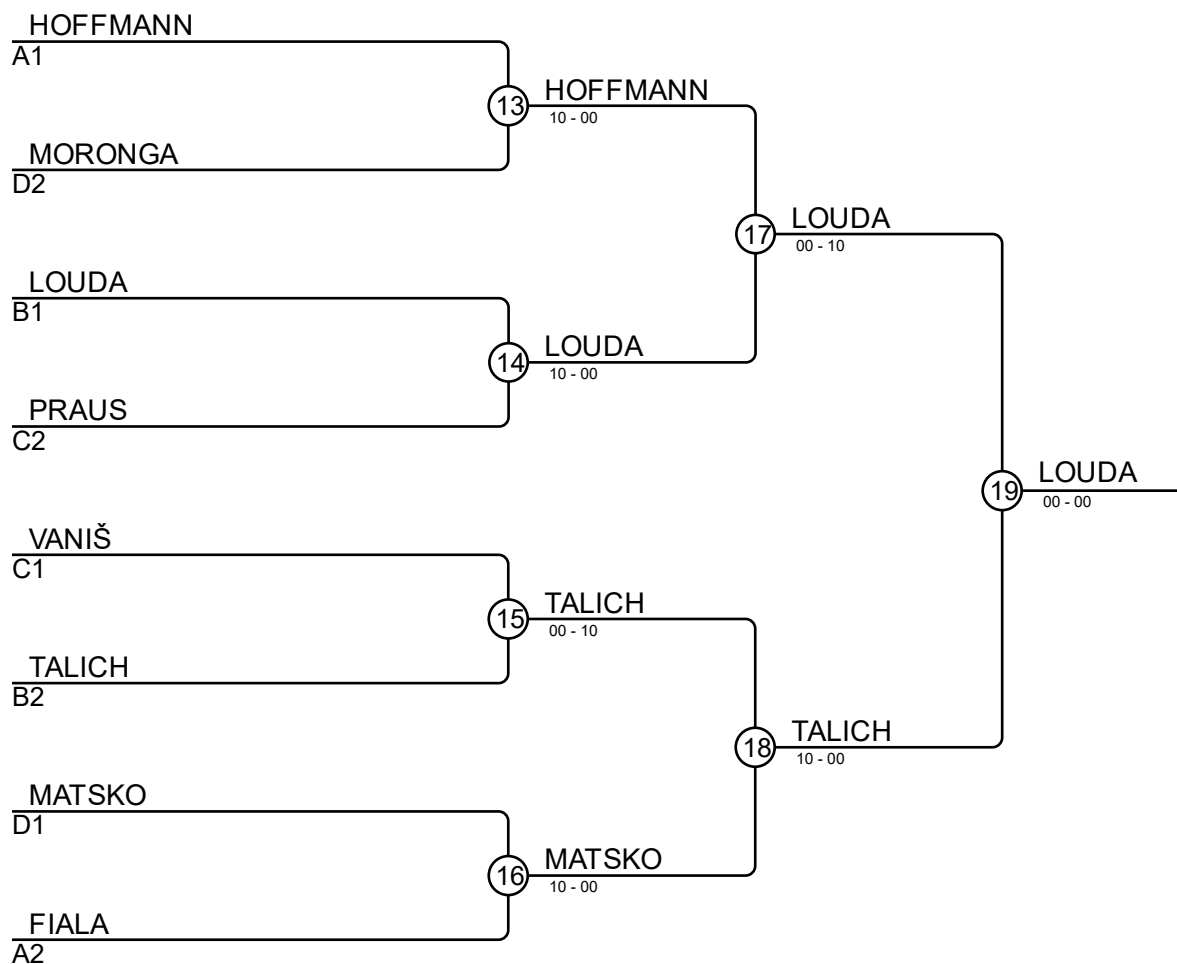 HOFFMANN
A1
13
HOFFMANN
10 - 00
MORONGA
D2
17
LOUDA
00 - 10
LOUDA
B1
14
LOUDA
10 - 00
PRAUS
C2
19
LOUDA
00 - 00
VANIŠ
C1
15
TALICH
00 - 10
TALICH
B2
18
TALICH
10 - 00
MATSKO
D1
16
MATSKO
10 - 00
FIALA
A2